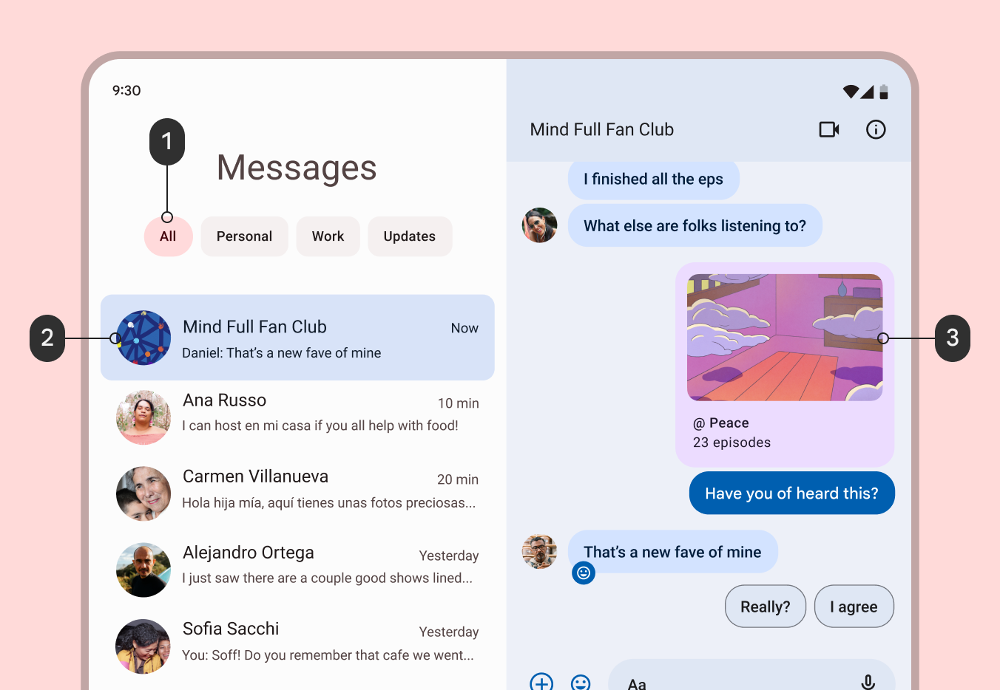 9:30
1
Messages
All
Personal
Work
Updates
2
Mind Full Fan Club
Now
Daniel: That's a new fave of mine
Ana Russo
10 min
I can host en mi casa if you all help with food!
Carmen Villanueva
20 min
Hola hija mía, aquí tienes unas fotos preciosas...
Alejandro Ortega
Yesterday
I just saw there are a couple good shows lined...
Sofia Sacchi
Yesterday
You: Soff! Do you remember that cafe we went...
Mind Full Fan Club
I finished all the eps
What else are folks listening to?
3
@ Peace
23 episodes
Have you of heard this?
That's a new fave of mine
Really?
I agree
Aa